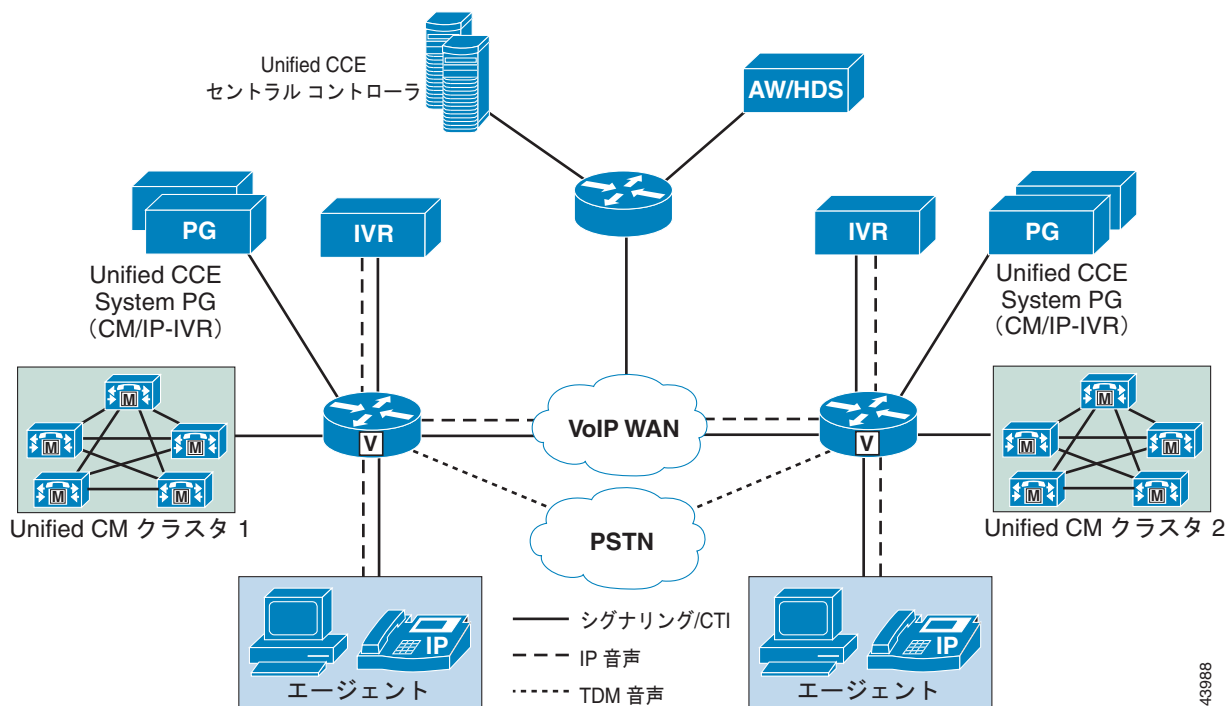 Unified CCE
セントラル コントローラ
AW/HDS
PG
IVR
IVR
PG
Unified CCE
System PG
（CM/IP-IVR）
Unified CCE
System PG
（CM/IP-IVR）
M
M
M
M
M
Unified CM クラスタ 1
V
VoIP WAN
V
M
M
M
M
M
Unified CM クラスタ 2
PSTN
IP
エージェント
シグナリング/CTI
IP 音声
TDM 音声
IP
エージェント
43988